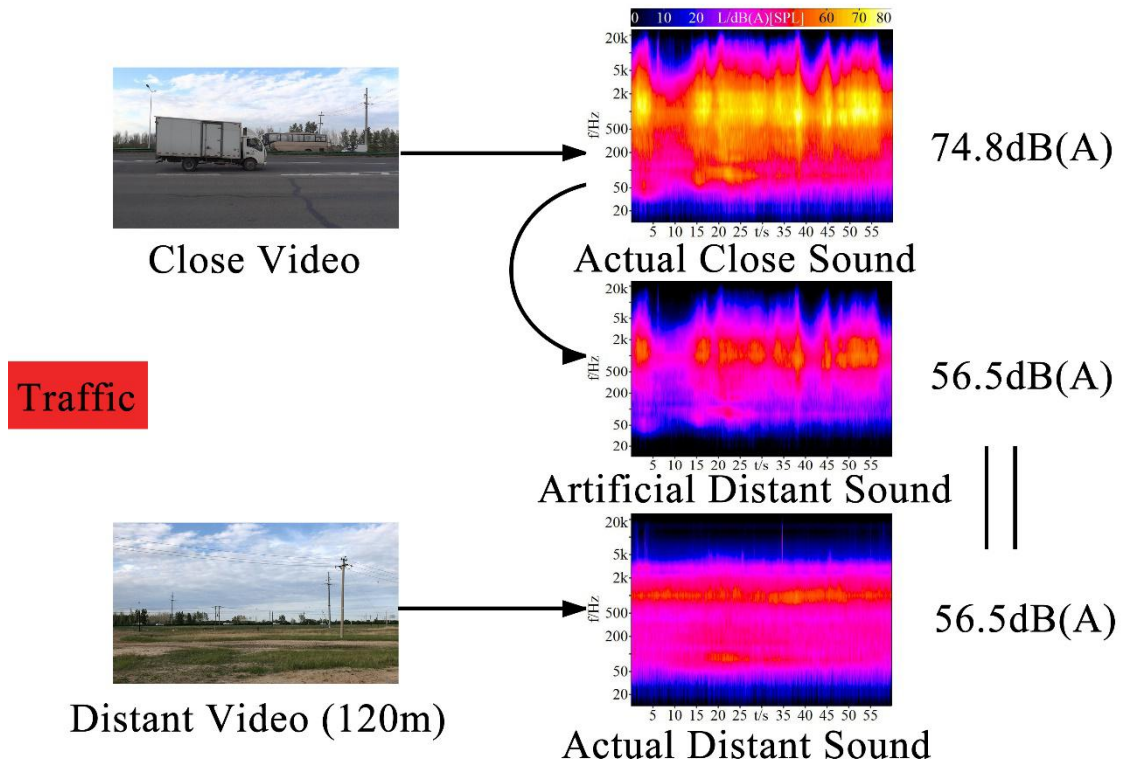 0 10 20 L/dB(A)[SPL] 60 70 80
20k
5k
2k
500
200
50
20
f/Hz
5 10 15 20 25 t/s 35 40 45 50 55
74.8dB(A)
Close Video
Actual Close Sound
20k
5k
2k
500
200
50
20
f/Hz
5 10 15 20 25 t/s 35 40 45 50 55
56.5dB(A)
Traffic
Artificial Distant Sound
20k
5k
2k
500
200
50
20
f/Hz
5 10 15 20 25 t/s 35 40 45 50 55
56.5dB(A)
Distant Video (120m)
Actual Distant Sound